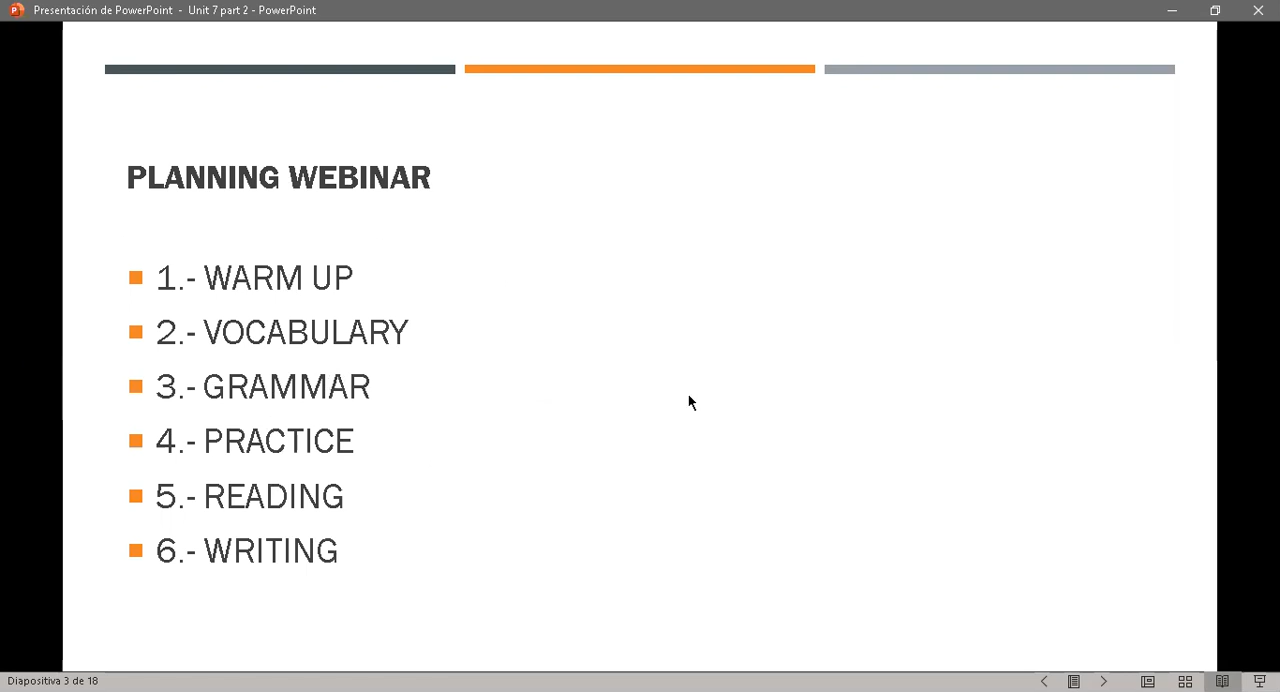 Presentación de PowerPoint - Unit 7 part 2 - PowerPoint
PLANNING WEBINAR
1.- WARM UP
2.- VOCABULARY
3.- GRAMMAR
4.- PRACTICE
5.- READING
6.- WRITING
Diapositiva 3 de 18